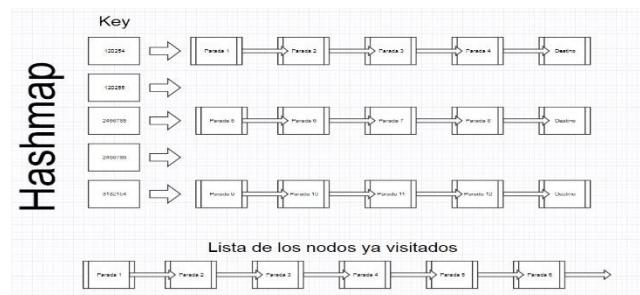 Hashmap
Key
120254
Parada 1 Parada 2 Parada 3 Parada 4 Destino
120255
Parada 5 Parada 6 Parada 7 Parada 8 Destino
Parada 9 Parada 10 Parada 11 Parada 12 Destino
Lista de los nodos ya visitados
Parada 1 Parada 2 Parada 3 Parada 4 Parada 5 Parada 6